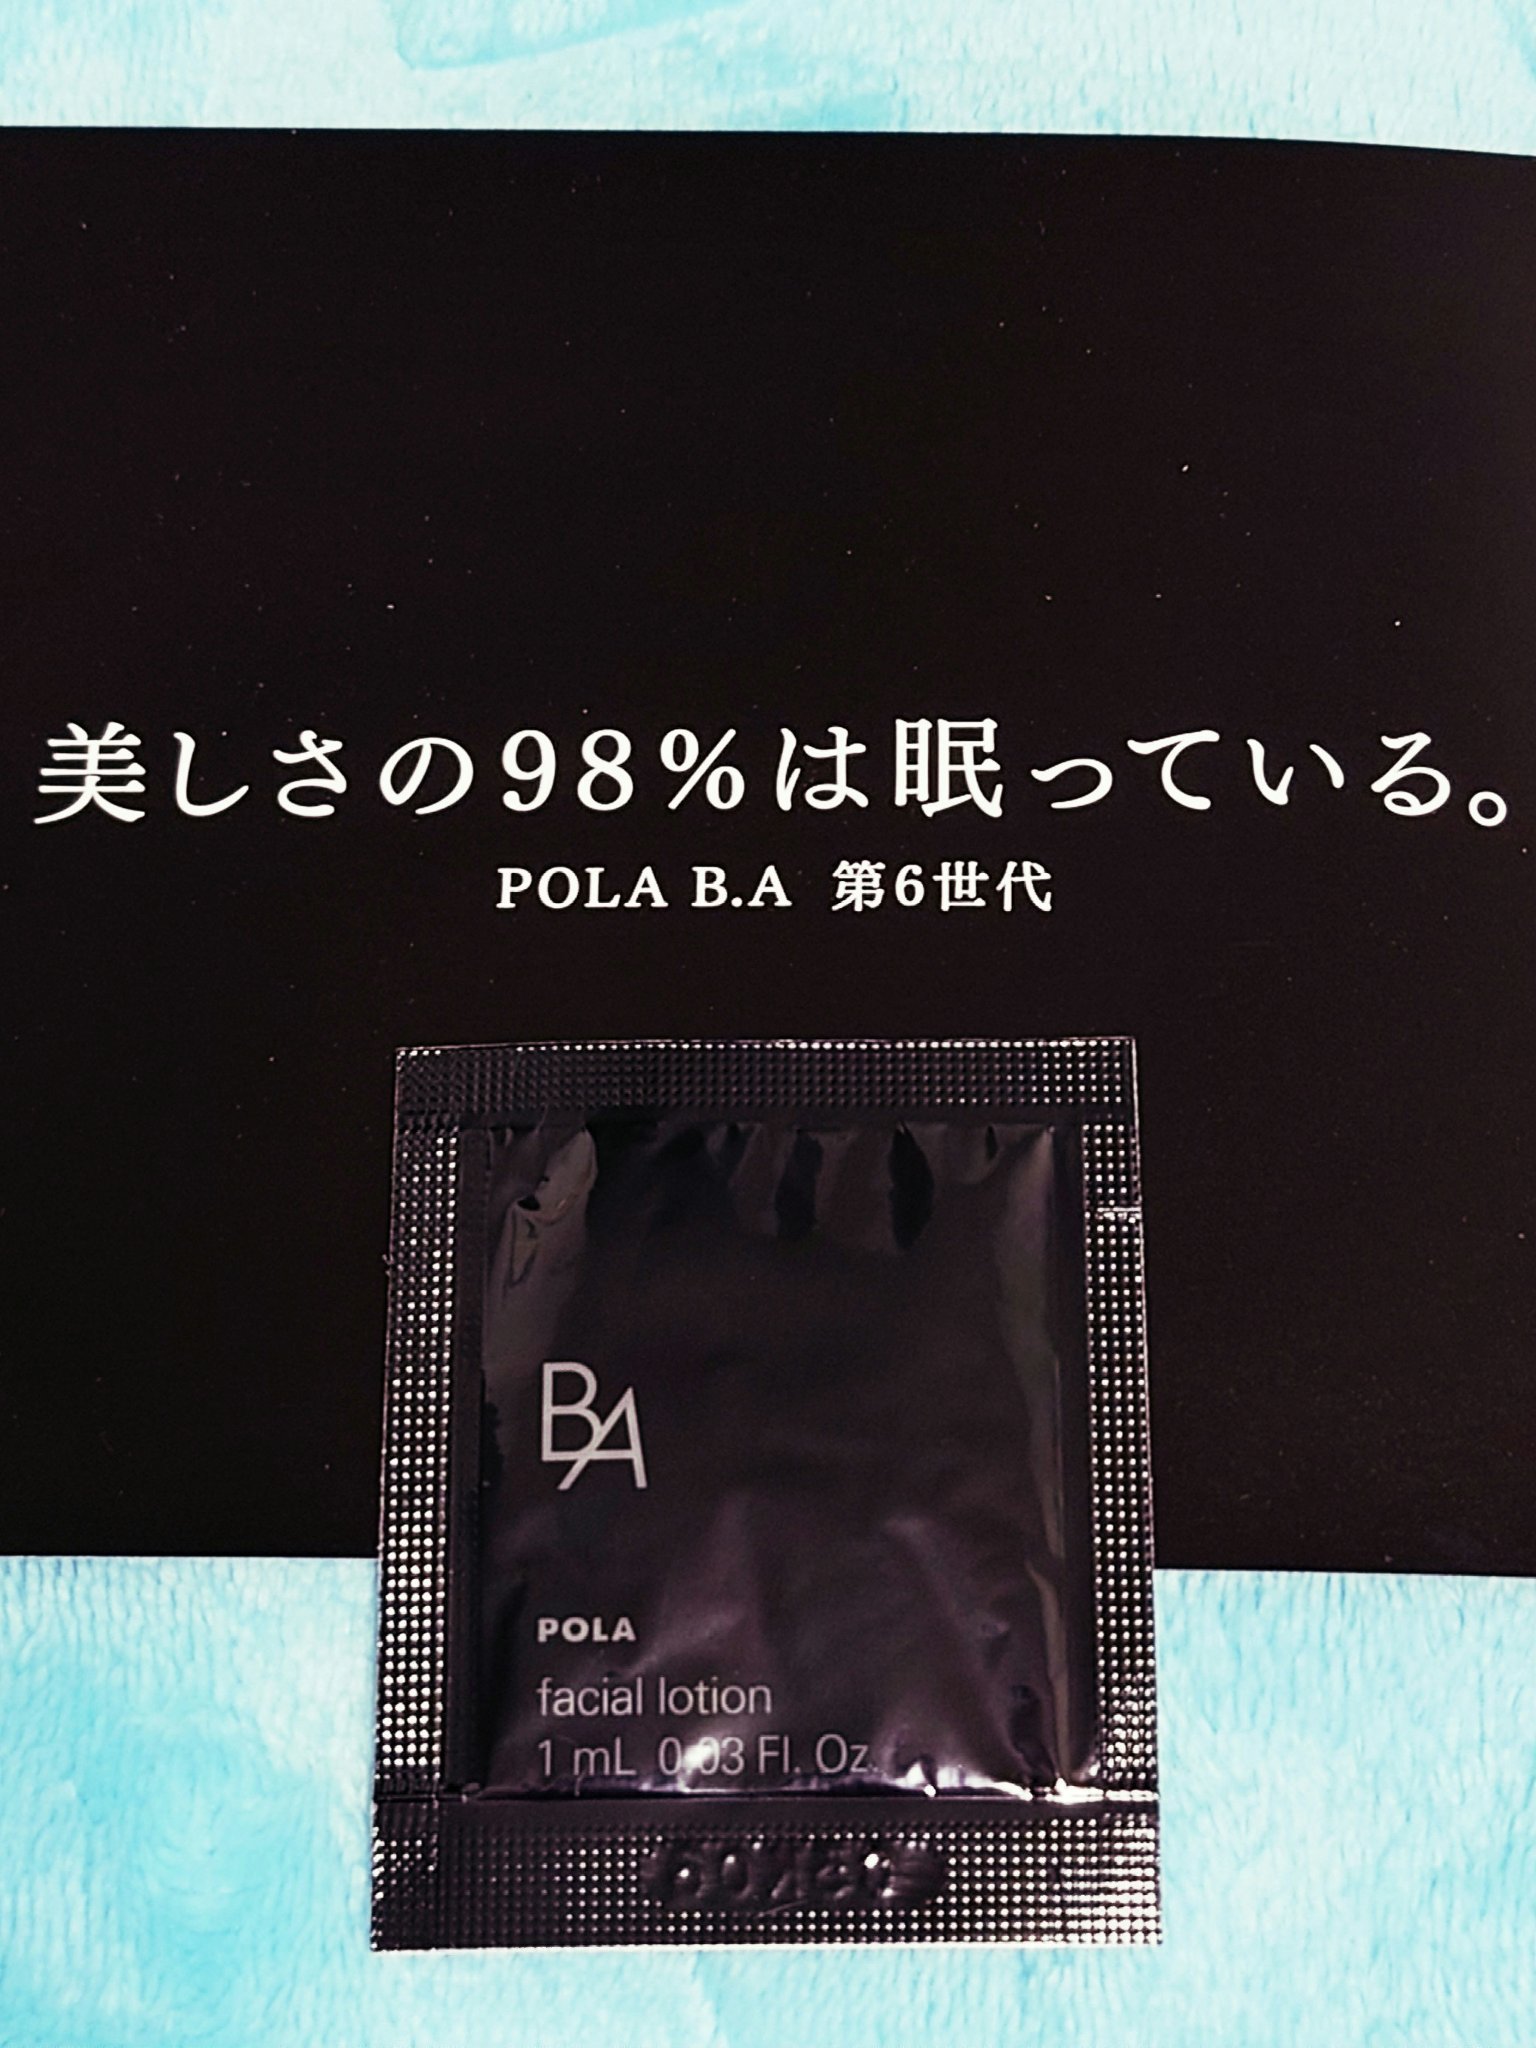 美しさの98%は眠っている。
POLA B.A 第6世代
BA
POLA
facial lotion
1 mL 0.03 Fl. Oz.